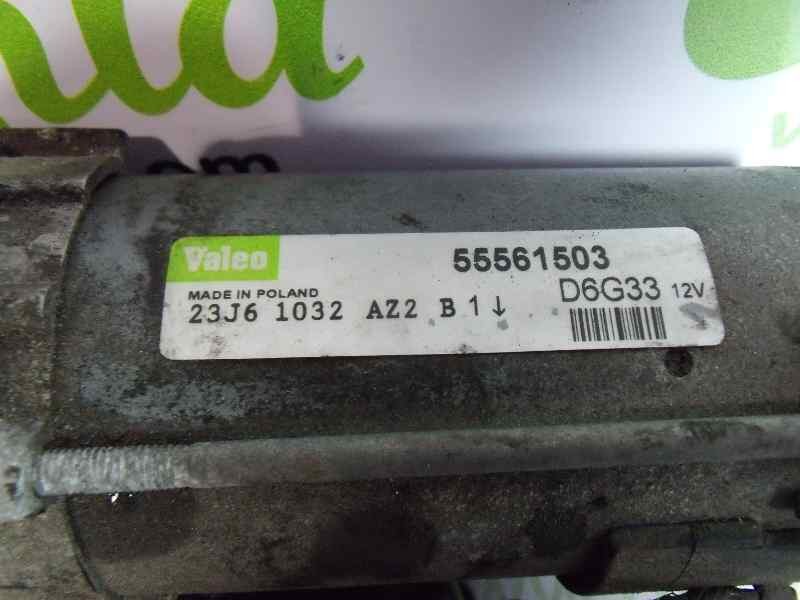 Valeo 55561503
MADE IN POLAND D6G33 12V
23J6 1032 AZ2 B 1↓